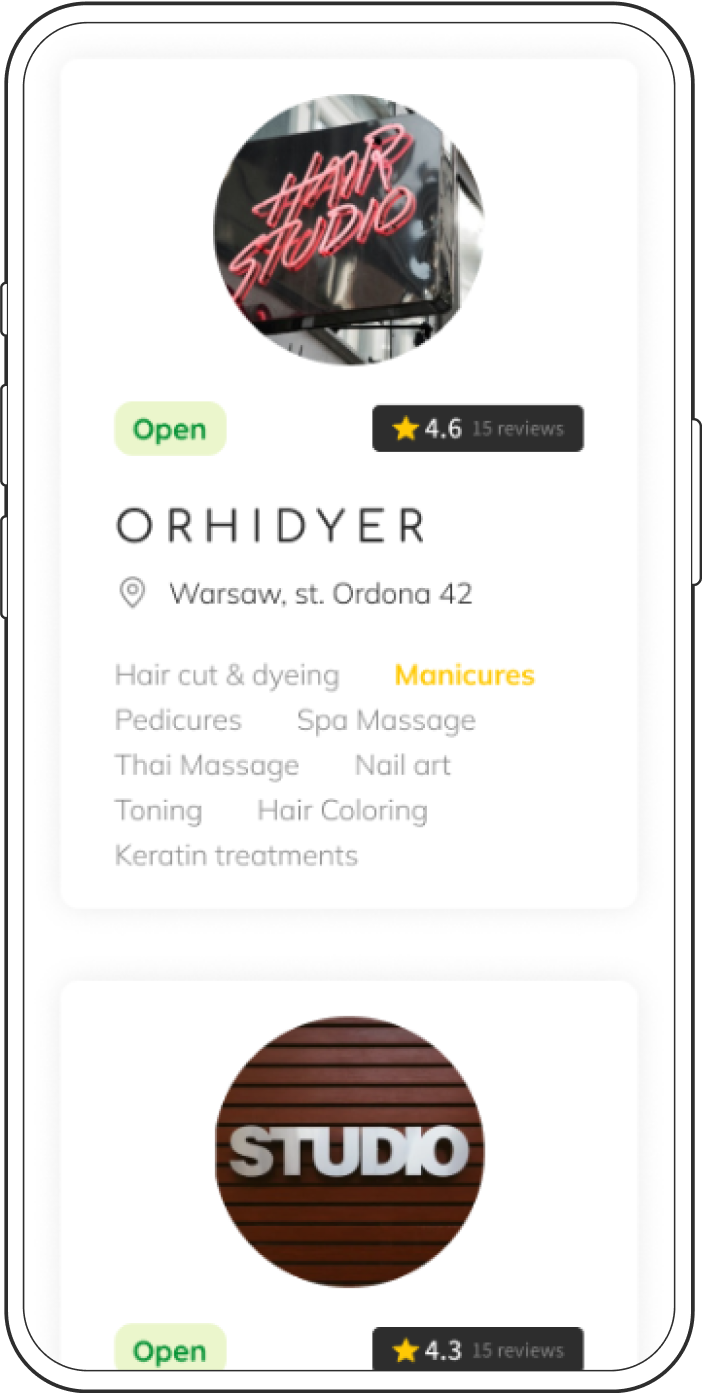 HAIR
STUDIO
Open
4.6 15 reviews
ORHIDYER
Warsaw, st. Ordona 42
Hair cut & dyeing Manicures
Pedicures Spa Massage
Thai Massage Nail art
Toning Hair Coloring
Keratin treatments
STUDIO
Open
4.3 15 reviews